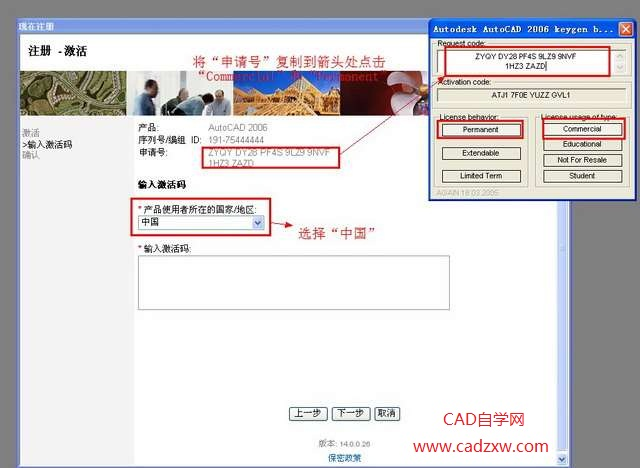 现在注册
注册 - 激活
将“申请号”复制到箭头处点击
“Commercial”和“Permanent
激活
>输入激活码
确认
产品: AutoCAD 2006
序列号/编组 ID: 191-75444444
申请号: ZYQY DY28 PF4S 9LZ9 9NVF
1HZ3 ZAZD
输入激活码
* 产品使用者所在的国家/地区:
中国
选择“中国”
* 输入激活码:
上一步 下一步 取消
版本: 14.0.0.26
保密政策
Autodesk AutoCAD 2006 keygen b...
Request code:
ZYQY DY28 PF4S 9LZ9 9NVF
1HZ3 ZAZD
Activation code:
ATJ1 7F0E YUZZ GVL1
License behavior:
Permanent
Extendable
Limited Term
License usage of type:
Commercial
Educational
Not For Resale
Student
AGAiN 18.03.2005
CAD自学网
www.cadzxw.com